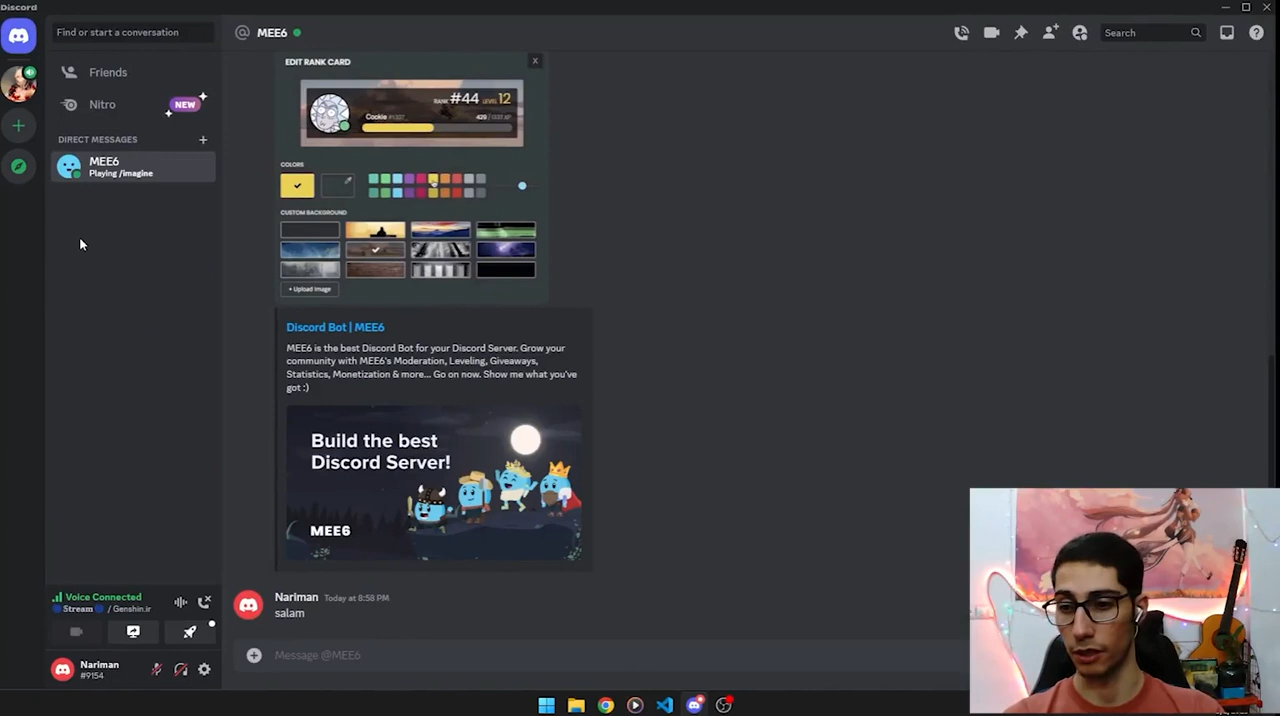 Discord
Find or start a conversation
Friends
Nitro
NEW
DIRECT MESSAGES
MEE6
Playing /imagine
Voice Connected
Stream / Genshin.ir
Nariman
#9154
MEE6
Search
EDIT RANK CARD
X
RANK #44 LEVEL 12
Cookie #1337
COLORS
CUSTOM BACKGROUND
+ Upload Image
Discord Bot | MEE6
MEE6 is the best Discord Bot for your Discord Server. Grow your
community with MEE6's Moderation, Leveling, Giveaways,
Statistics, Monetization & more... Go on now. Show me what you've
got :)
Build the best
Discord Server!
MEE6
Nariman Today at 8:58 PM
salam
Message @MEE6